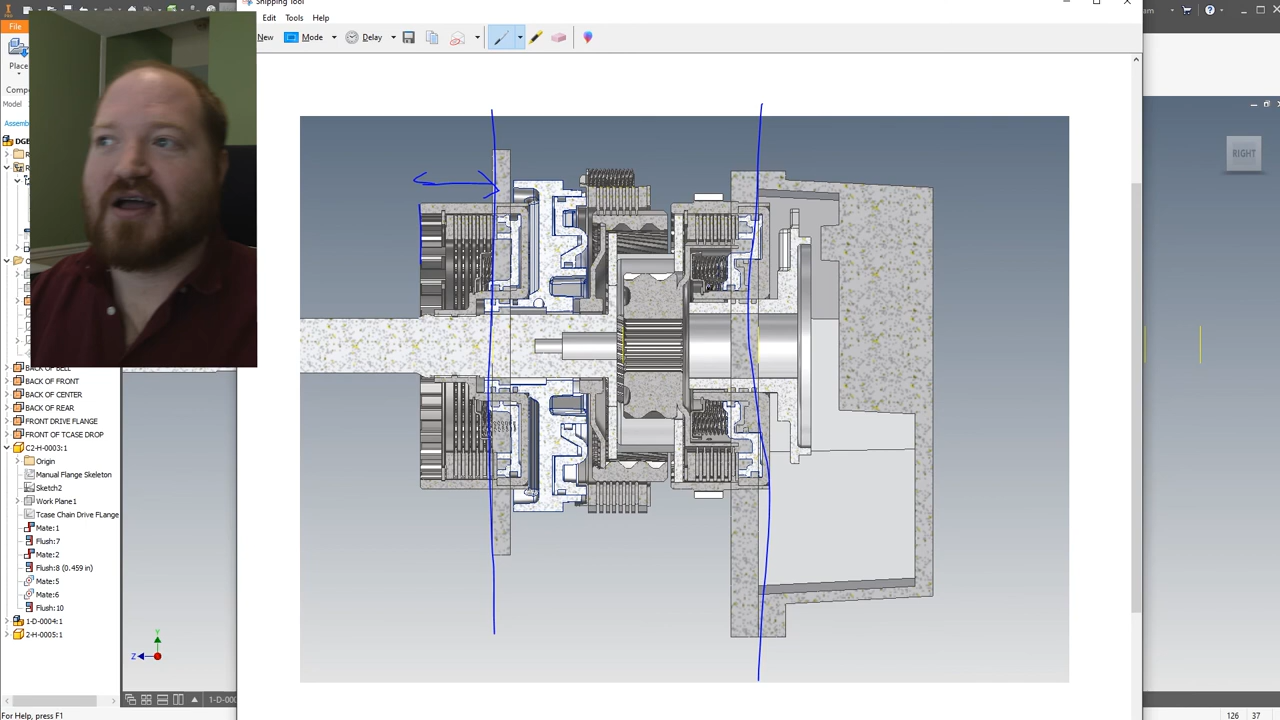 Snipping Tool
Edit Tools Help
New Mode Delay
File
Place
Model
RIGHT
BACK OF BELL
BACK OF FRONT
BACK OF CENTER
BACK OF REAR
FRONT DRIVE FLANGE
FRONT OF TCASE DROP
C2-H-0003:1
Origin
Manual Flange Skeleton
Sketch2
Work Plane1
Tcase Chain Drive FLange
Mate:1
Flush:7
Mate:2
Flush:8 (0.459 in)
Mate:5
Mate:6
Flush:10
1-D-0004:1
2-H-0005:1
Y
Z
For Help, press F1
126 37